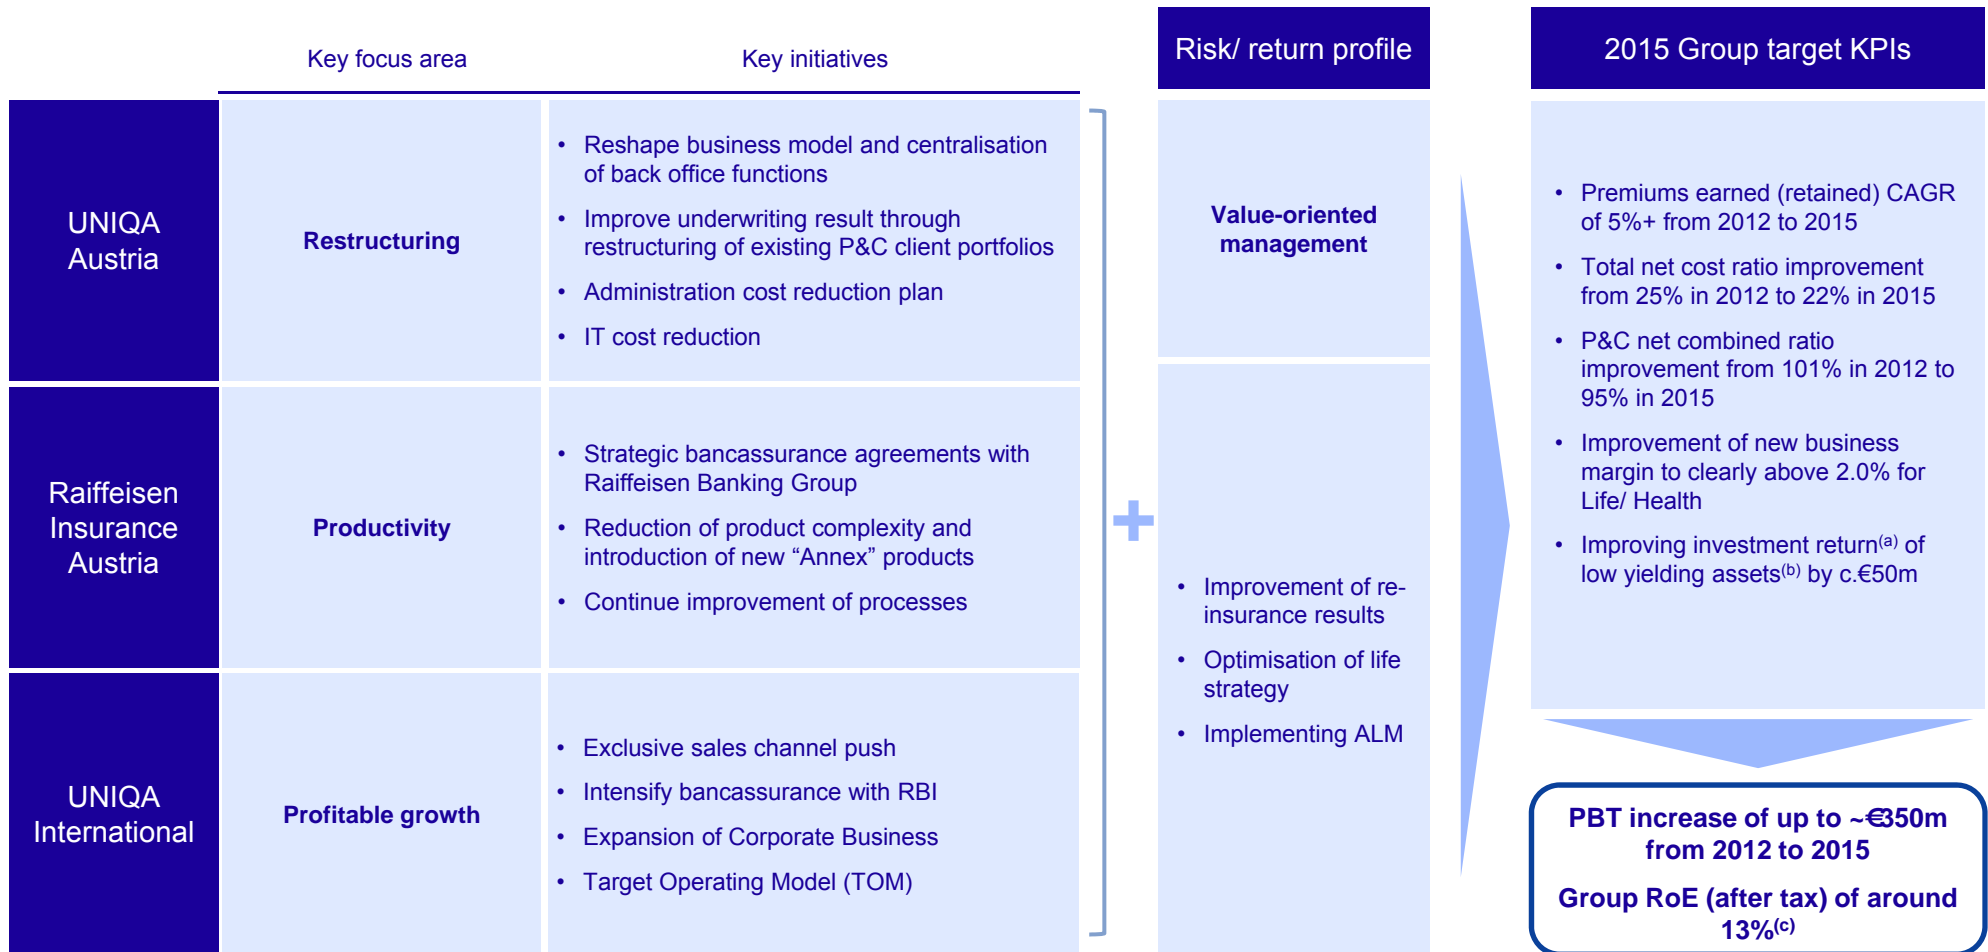 Key focus area
Key initiatives
Risk/ return profile
2015 Group target KPIs
UNIQA
Austria
Restructuring
• Reshape business model and centralisation
of back office functions
• Improve underwriting result through
restructuring of existing P&C client portfolios
• Administration cost reduction plan
• IT cost reduction
Raiffeisen
Insurance
Austria
Productivity
• Strategic bancassurance agreements with
Raiffeisen Banking Group
• Reduction of product complexity and
introduction of new “Annex” products
• Continue improvement of processes
UNIQA
International
Profitable growth
• Exclusive sales channel push
• Intensify bancassurance with RBI
• Expansion of Corporate Business
• Target Operating Model (TOM)
+
Value-oriented
management
• Improvement of re-
insurance results
• Optimisation of life
strategy
• Implementing ALM
• Premiums earned (retained) CAGR
of 5%+ from 2012 to 2015
• Total net cost ratio improvement
from 25% in 2012 to 22% in 2015
• P&C net combined ratio
improvement from 101% in 2012 to
95% in 2015
• Improvement of new business
margin to clearly above 2.0% for
Life/ Health
• Improving investment return(a) of
low yielding assets(b) by c.€50m
PBT increase of up to ~€350m
from 2012 to 2015
Group RoE (after tax) of around
13%(c)